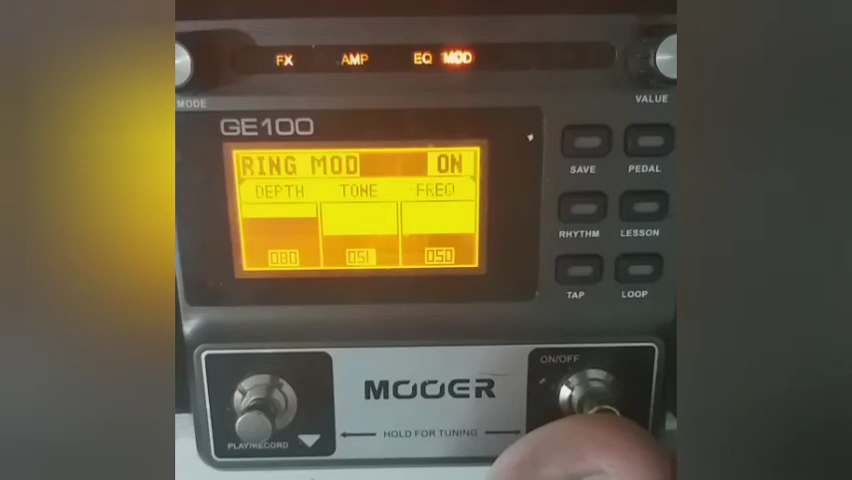 FX AMP EQ MOD
MODE VALUE
GE100
RING MOD ON
DEPTH TONE FREQ
080 051 050
SAVE PEDAL
RHYTHM LESSON
TAP LOOP
ON/OFF
MOOER
PLAY/RECORD
HOLD FOR TUNING